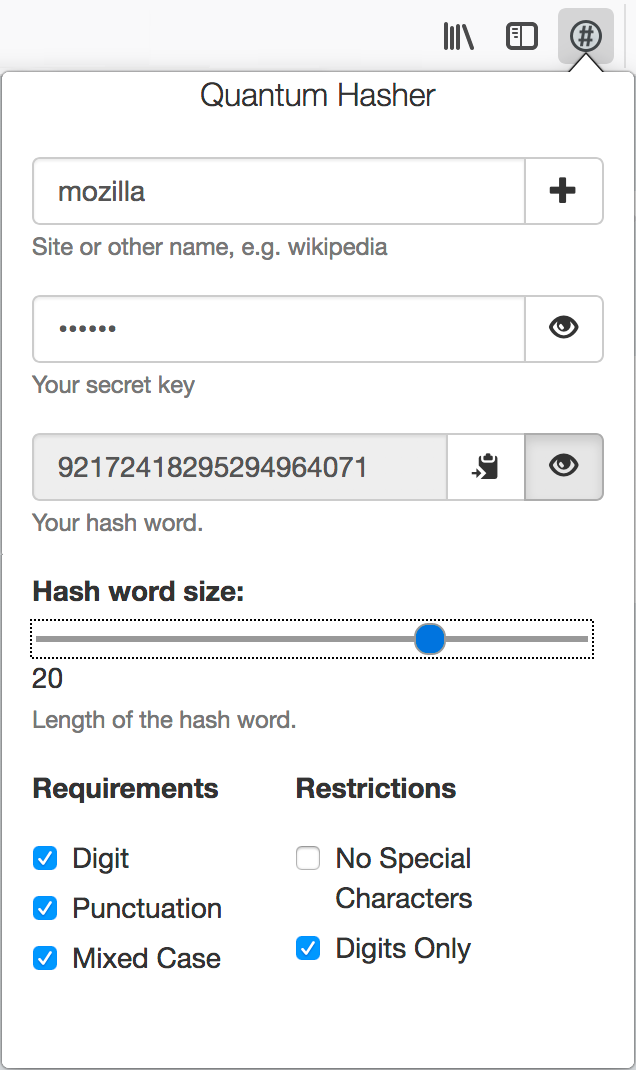 #
Quantum Hasher
mozilla
Site or other name, e.g. wikipedia
••••••
Your secret key
92172418295294964071
Your hash word.
Hash word size:
20
Length of the hash word.
Requirements
Restrictions
Digit
No Special
Characters
Punctuation
Digits Only
Mixed Case